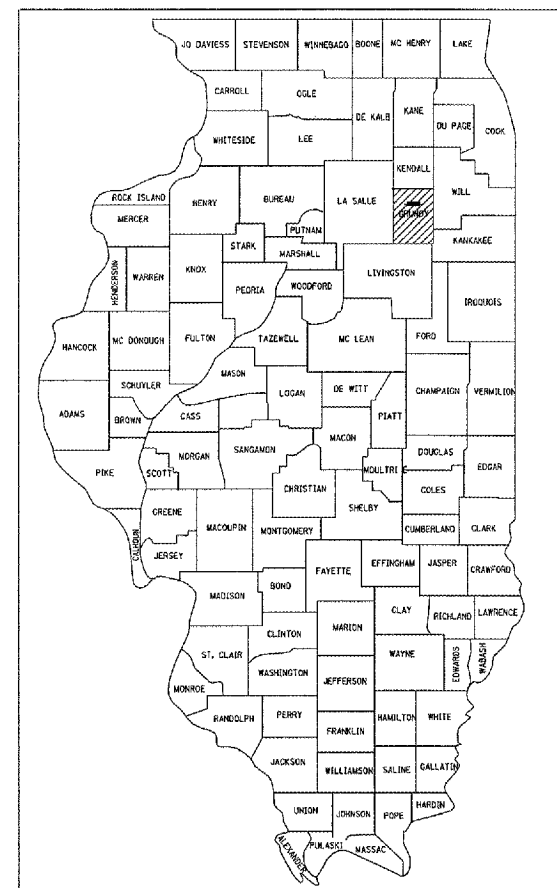 JO DAVIESS STEVENSON WINNEBAGO BOONE MC HENRY LAKE
CARROLL OGLE DE KALB KANE DU PAGE COOK
WHITESIDE LEE
KENDALL WILL
ROCK ISLAND HENRY BUREAU LA SALLE GRUNDY
MERCER PUTNAM KANKAKEE
STARK MARSHALL
HENDERSON WARREN KNOX PEORIA WOODFORD LIVINGSTON IROQUOIS
FORD
HANCOCK MC DONOUGH FULTON TAZEWELL MC LEAN
MASON
SCHUYLER LOGAN DE WITT CHAMPAIGN VERMILION
ADAMS BROWN CASS PIATT
MENARD
MORGAN SANGAMON MACON DOUGLAS
PIKE SCOTT MOULTRIE EDGAR
CHRISTIAN COLES
GREENE SHELBY
CALHOUN MACOUPIN MONTGOMERY CUMBERLAND CLARK
JERSEY
FAYETTE EFFINGHAM JASPER CRAWFORD
MADISON BOND
CLAY RICHLAND LAWRENCE
CLINTON MARION
ST. CLAIR WAYNE EDWARDS WABASH
WASHINGTON JEFFERSON
MONROE
RANDOLPH PERRY HAMILTON WHITE
FRANKLIN
JACKSON WILLIAMSON SALINE GALLATIN
UNION JOHNSON POPE HARDIN
ALEXANDER PULASKI MASSAC